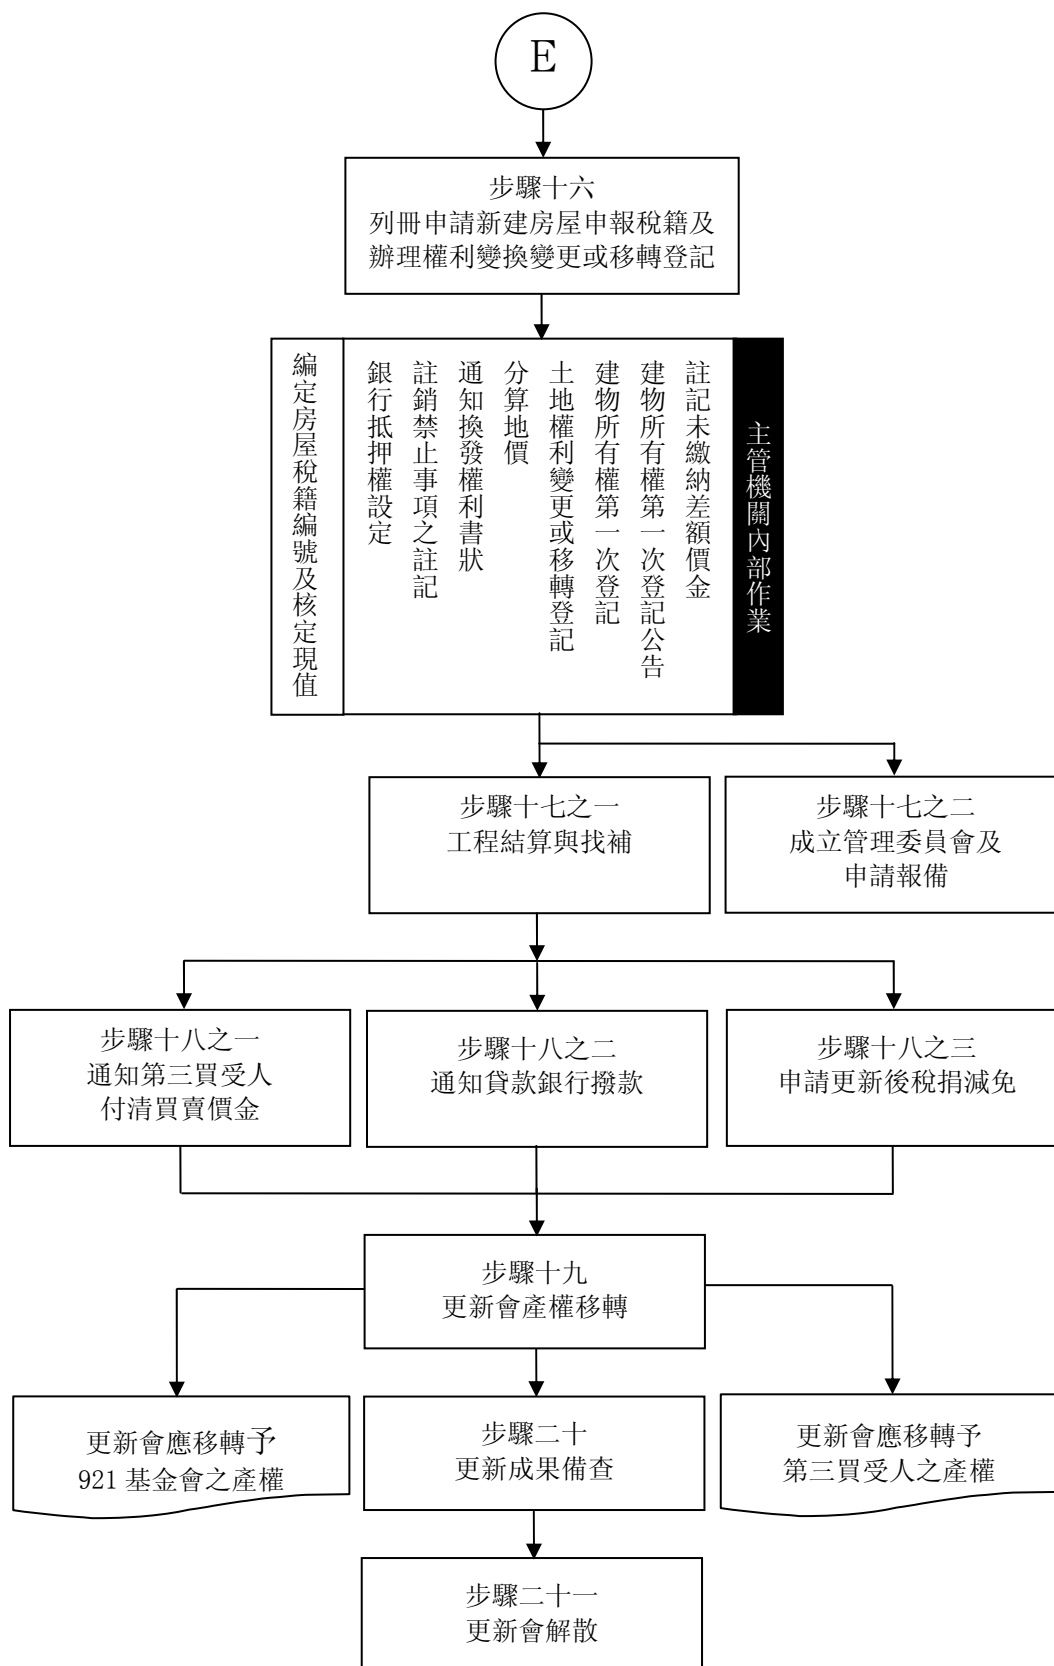 E
步驟十六
列冊申請新建房屋申報稅籍及
辦理權利變換變更或移轉登記
主管機關內部作業
註記未繳納差額價金
建物所有權第一次登記公告
建物所有權第一次登記
土地權利變更或移轉登記
分算地價
通知換發權利書狀
註銷禁止事項之註記
銀行抵押權設定
編定房屋稅籍編號及核定現值
步驟十七之一
工程結算與找補
步驟十七之二
成立管理委員會及
申請報備
步驟十八之一
通知第三買受人
付清買賣價金
步驟十八之二
通知貸款銀行撥款
步驟十八之三
申請更新後稅捐減免
步驟十九
更新會產權移轉
更新會應移轉予
921 基金會之產權
步驟二十
更新成果備查
更新會應移轉予
第三買受人之產權
步驟二十一
更新會解散